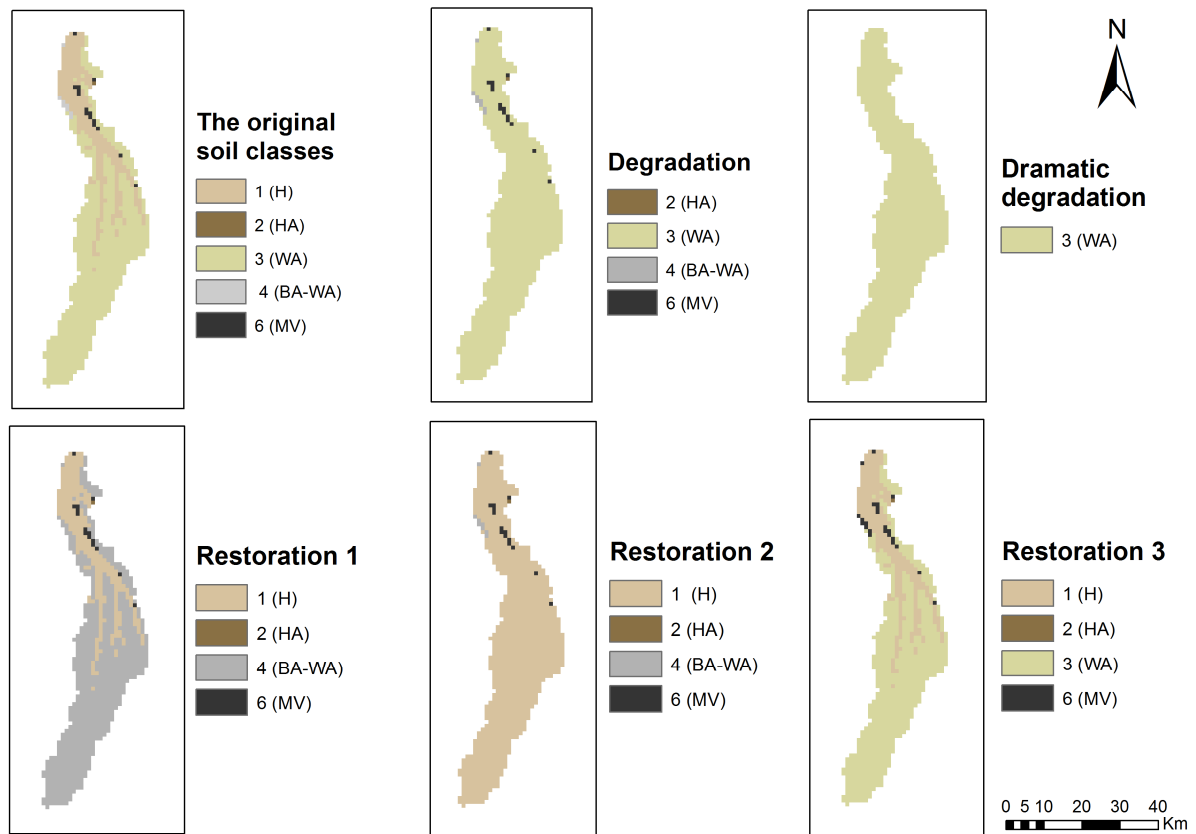 The original
soil classes
1 (H)
2 (HA)
3 (WA)
4 (BA-WA)
6 (MV)
Degradation
2 (HA)
3 (WA)
4 (BA-WA)
6 (MV)
Dramatic
degradation
3 (WA)
N
Restoration 1
1 (H)
2 (HA)
4 (BA-WA)
6 (MV)
Restoration 2
1 (H)
2 (HA)
4 (BA-WA)
6 (MV)
Restoration 3
1 (H)
2 (HA)
3 (WA)
6 (MV)
0 5 10 20 30 40
Km